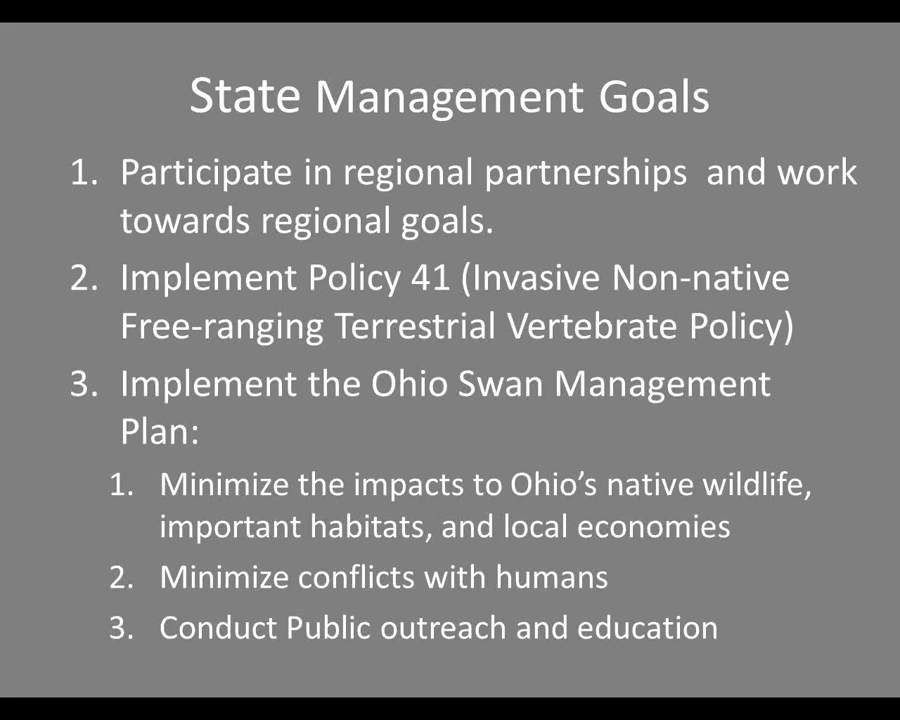 State Management Goals
1. Participate in regional partnerships  and work
towards regional goals.
2. Implement Policy 41 (Invasive Non-native
Free-ranging Terrestrial Vertebrate Policy)
3. Implement the Ohio Swan Management
Plan:
1. Minimize the impacts to Ohio’s native wildlife,
important habitats, and local economies
2. Minimize conflicts with humans
3. Conduct Public outreach and education